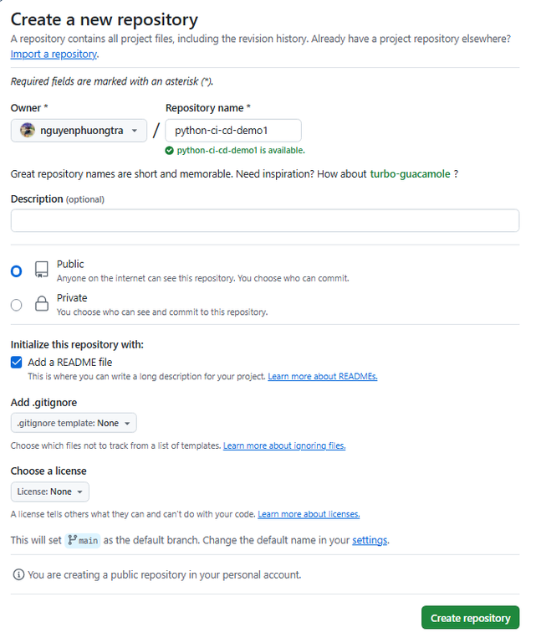 Create a new repository
A repository contains all project files, including the revision history. Already have a project repository elsewhere?
Import a repository.
Required fields are marked with an asterisk (*).
Owner * Repository name *
nguyenphuongtra / python-ci-cd-demo1
python-ci-cd-demo1 is available.
Great repository names are short and memorable. Need inspiration? How about turbo-guacamole ?
Description (optional)
Public
Anyone on the internet can see this repository. You choose who can commit.
Private
You choose who can see and commit to this repository.
Initialize this repository with:
Add a README file
This is where you can write a long description for your project. Learn more about READMEs.
Add .gitignore
.gitignore template: None
Choose which files not to track from a list of templates. Learn more about ignoring files.
Choose a license
License: None
A license tells others what they can and can't do with your code. Learn more about licenses.
This will set main as the default branch. Change the default name in your settings.
You are creating a public repository in your personal account.
Create repository